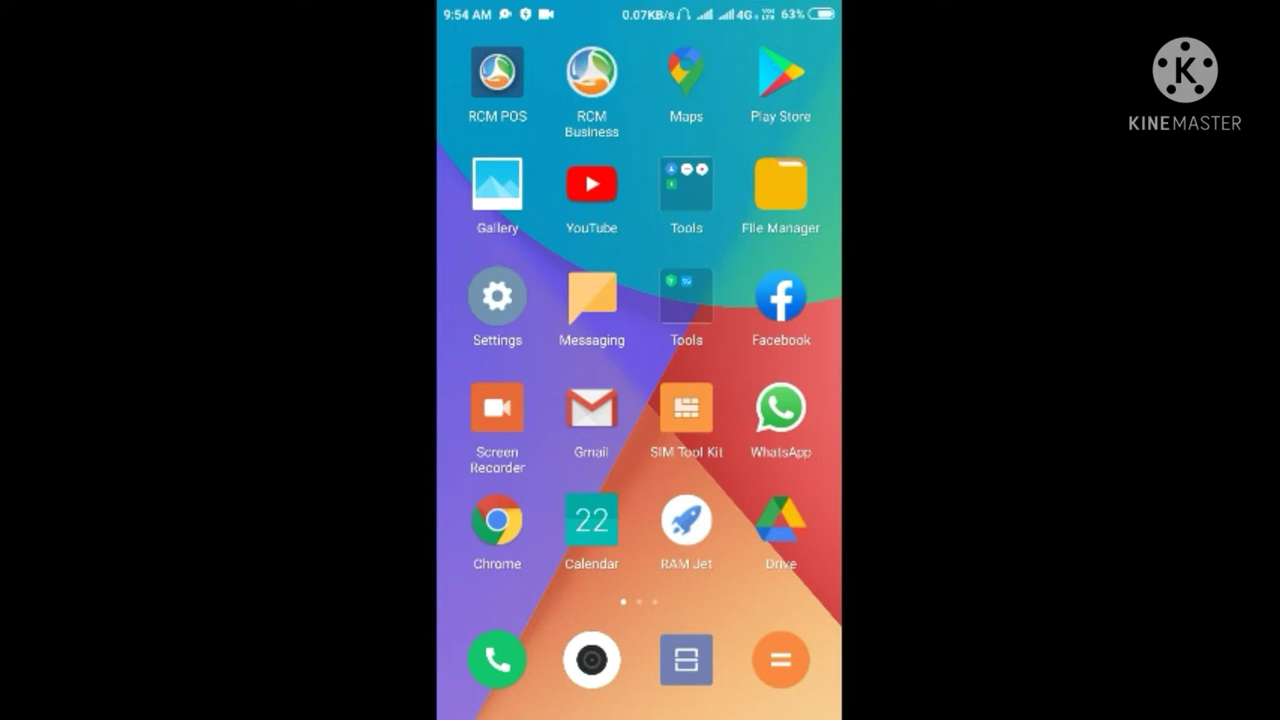 9:54 AM 0.07KB/s 4G+ VoLTE 63%
K
KINEMASTER
RCM POS RCM Business Maps Play Store
Gallery YouTube Tools File Manager
Settings Messaging Tools Facebook
Screen Recorder Gmail SIM Tool Kit WhatsApp
22
Chrome Calendar RAM Jet Drive